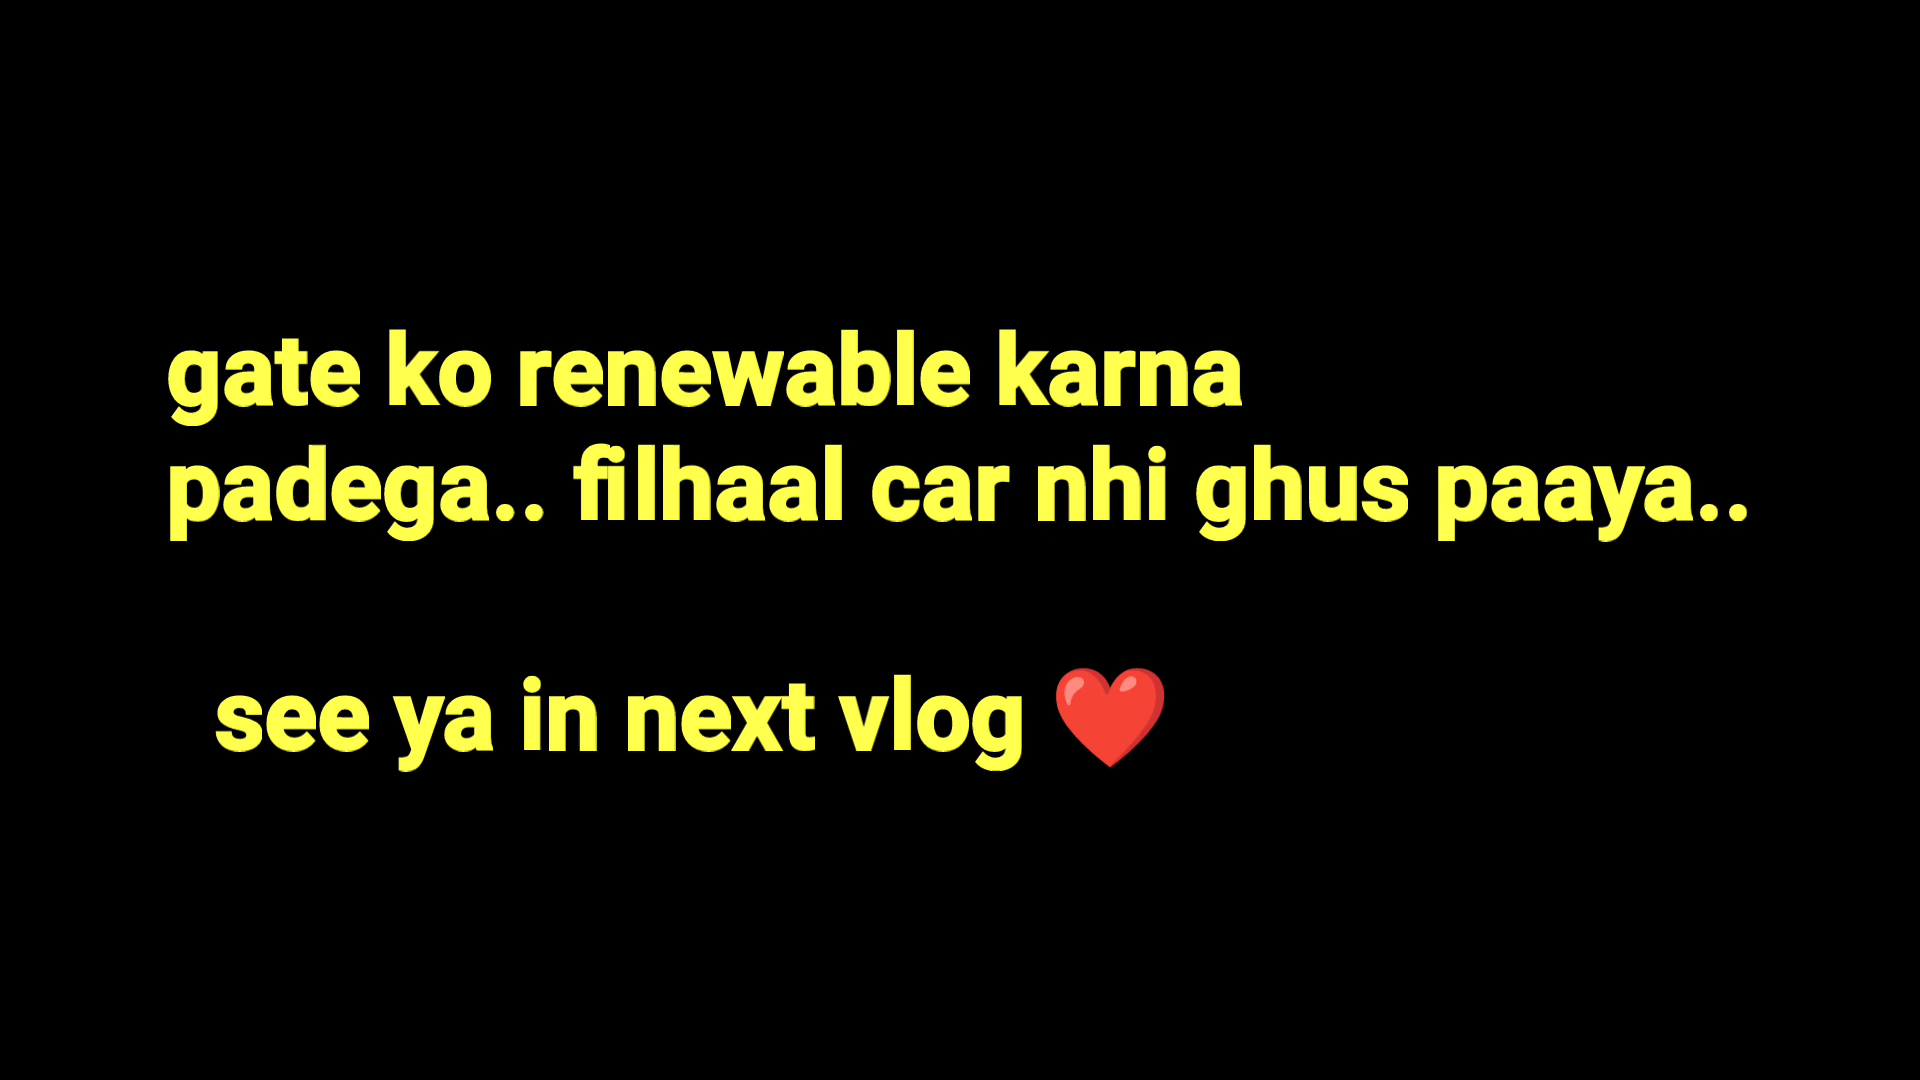 gate ko renewable karna
padega.. filhaal car nhi ghus paaya..
see ya in next vlog ❤️